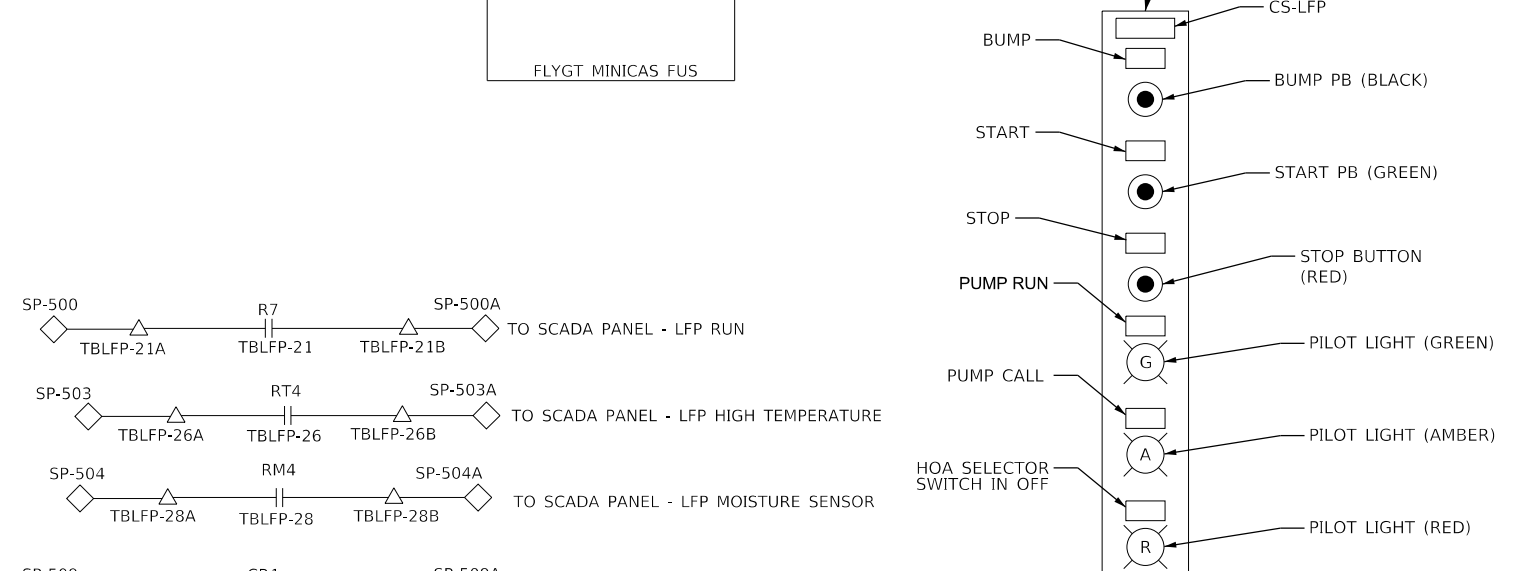 FLYGT MINICAS FUS
CS-LFP
BUMP
BUMP PB (BLACK)
START
START PB (GREEN)
STOP
STOP BUTTON
(RED)
PUMP RUN
PILOT LIGHT (GREEN)
G
PUMP CALL
PILOT LIGHT (AMBER)
A
HOA SELECTOR
SWITCH IN OFF
PILOT LIGHT (RED)
R
SP-500
R7
SP-500A
TO SCADA PANEL - LFP RUN
TBLFP-21A
TBLFP-21
TBLFP-21B
SP-503
RT4
SP-503A
TO SCADA PANEL - LFP HIGH TEMPERATURE
TBLFP-26A
TBLFP-26
TBLFP-26B
SP-504
RM4
SP-504A
TO SCADA PANEL - LFP MOISTURE SENSOR
TBLFP-28A
TBLFP-28
TBLFP-28B